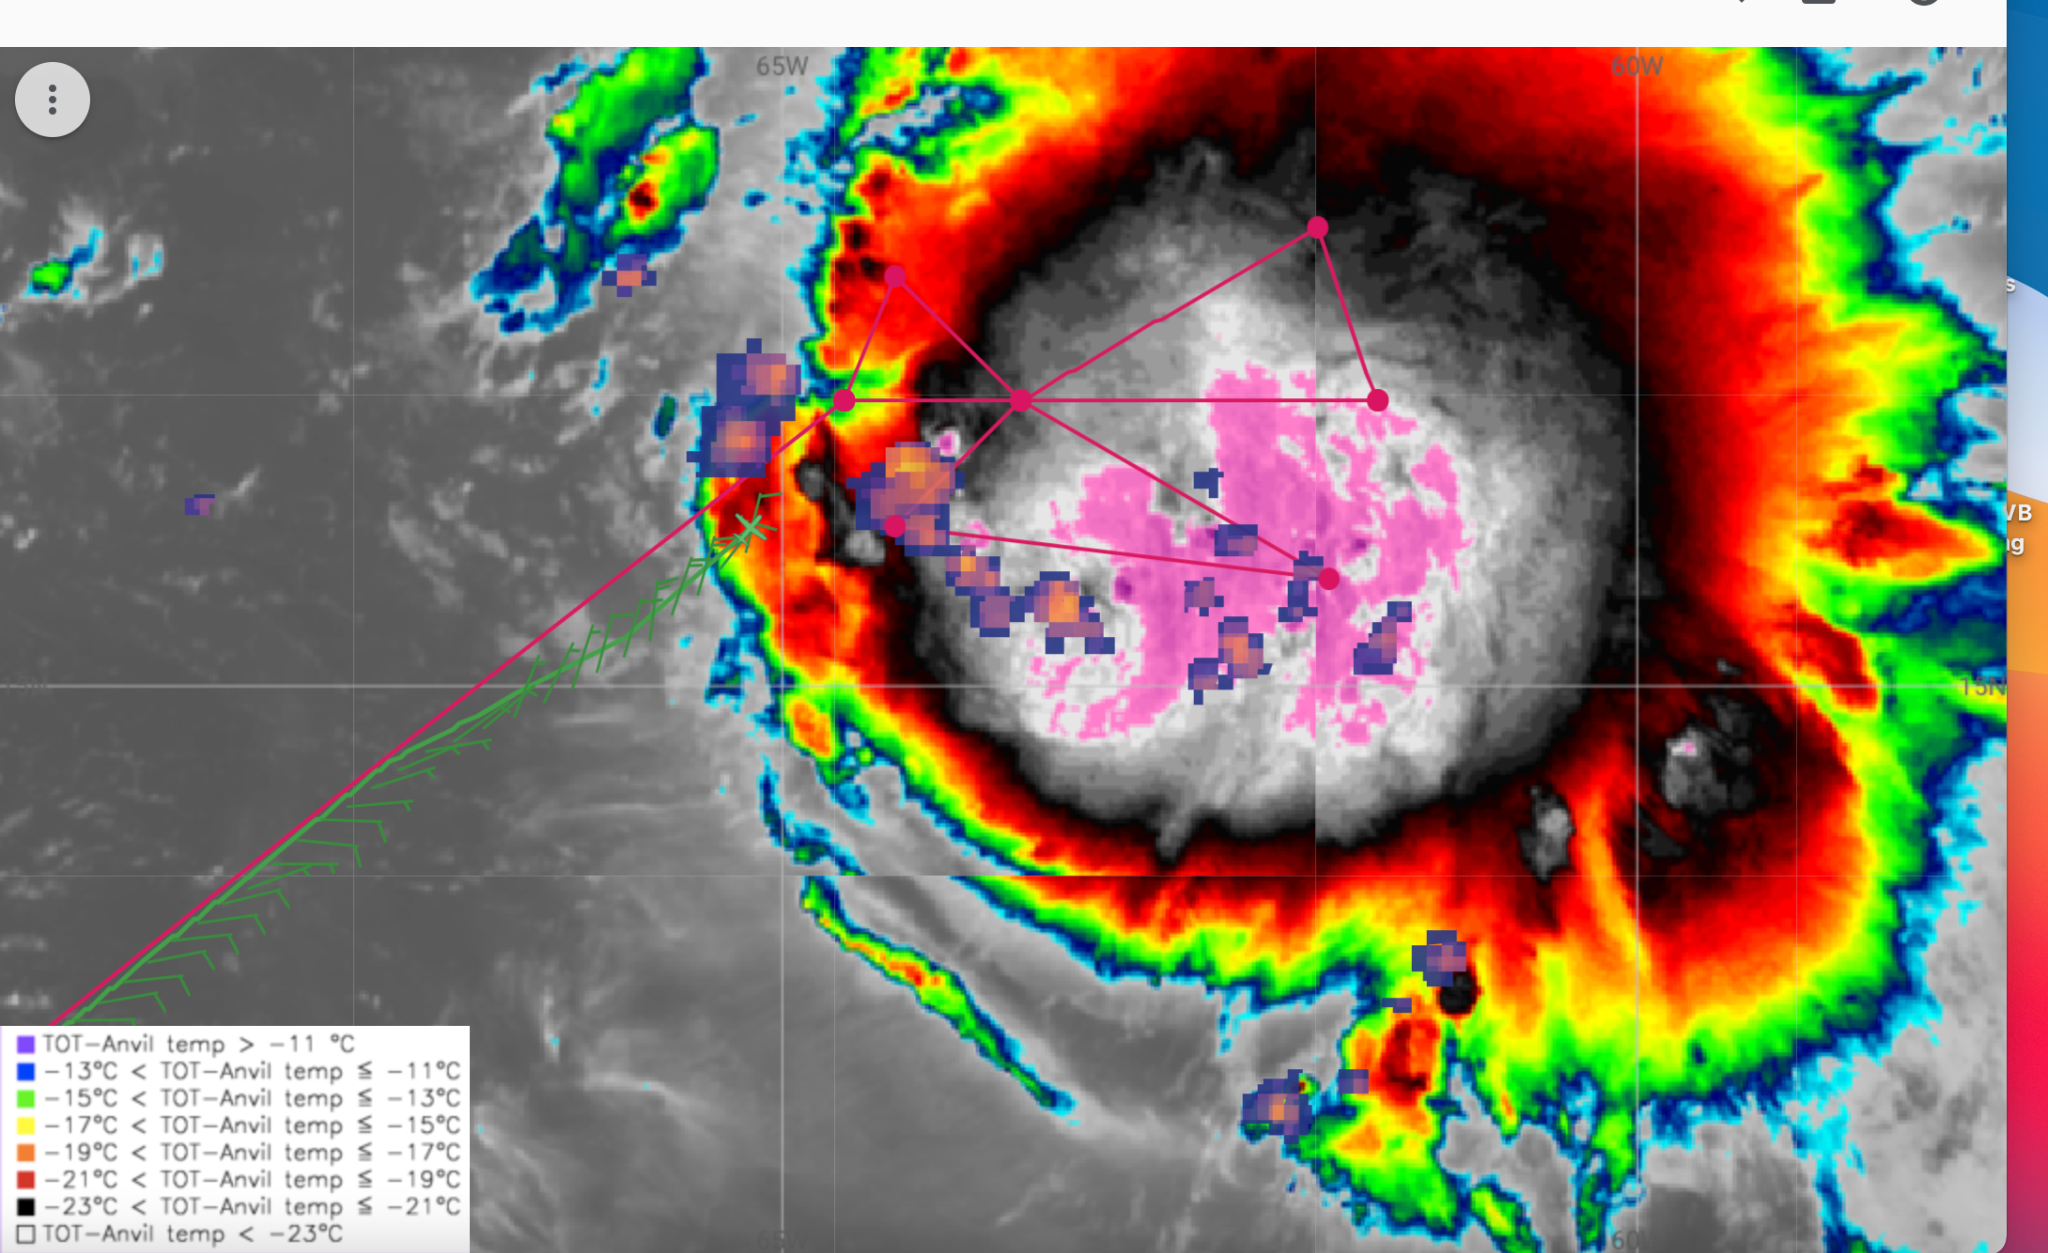 65W
60W
s
VB
ng
15N
TOT-Anvil temp > -11 °C
-13°C < TOT-Anvil temp ≤ -11°C
-15°C < TOT-Anvil temp ≤ -13°C
-17°C < TOT-Anvil temp ≤ -15°C
-19°C < TOT-Anvil temp ≤ -17°C
-21°C < TOT-Anvil temp ≤ -19°C
-23°C < TOT-Anvil temp ≤ -21°C
TOT-Anvil temp < -23°C